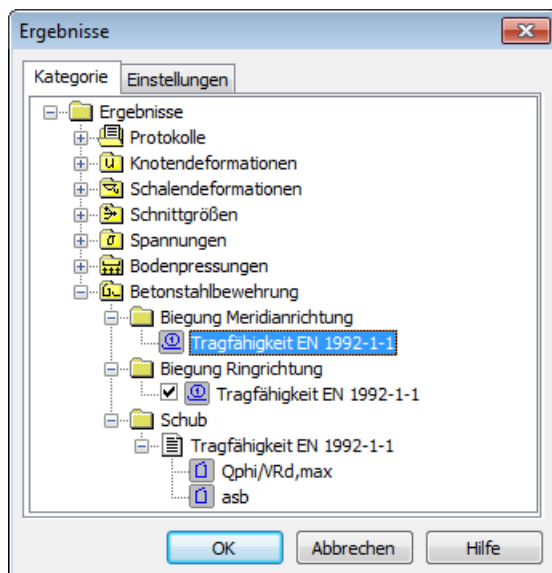 Ergebnisse
Kategorie Einstellungen
Ergebnisse
Protokolle
Knotendeformationen
Schalendeformationen
Schnittgrößen
Spannungen
Bodenpressungen
Betonstahlbewehrung
Biegung Meridianrichtung
Tragfähigkeit EN 1992-1-1
Biegung Ringrichtung
Tragfähigkeit EN 1992-1-1
Schub
Tragfähigkeit EN 1992-1-1
Qphi/VRd,max
asb
OK Abbrechen Hilfe